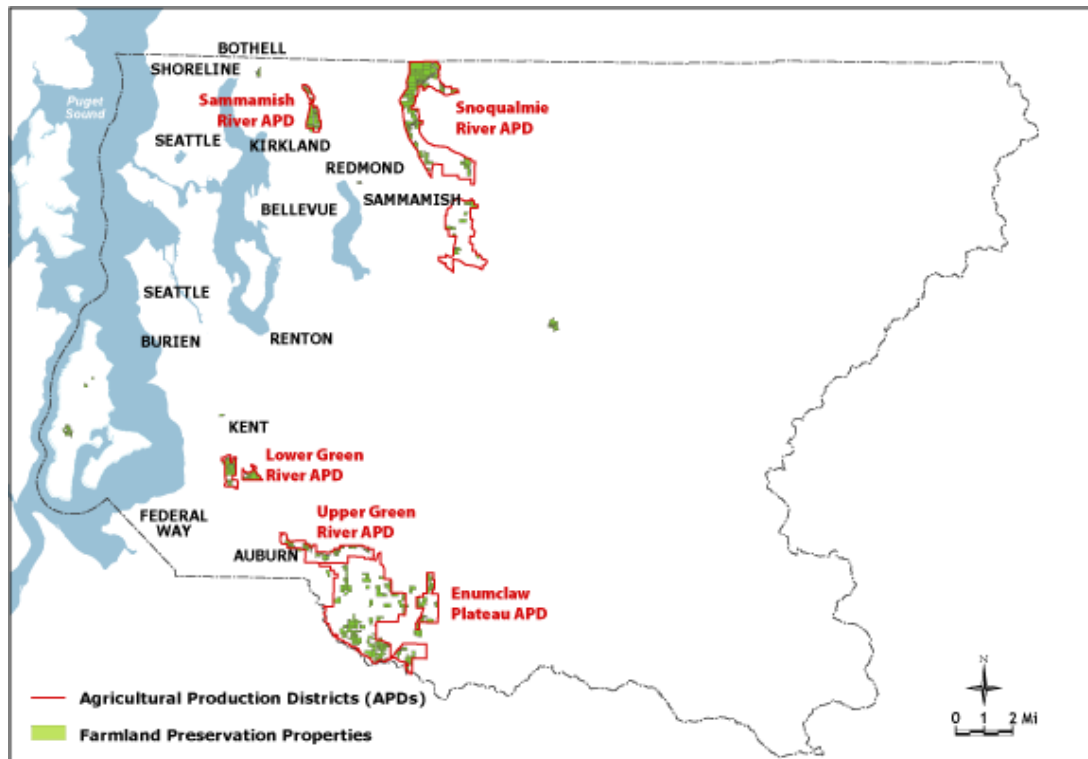 BOTHELL
SHORELINE
Puget
Sound
Sammamish
River APD
Snoqualmie
River APD
SEATTLE
KIRKLAND
REDMOND
SAMMAMISH
BELLEVUE
SEATTLE
BURIEN
RENTON
KENT
Lower Green
River APD
FEDERAL
WAY
Upper Green
River APD
AUBURN
Enumclaw
Plateau APD
N
Agricultural Production Districts (APDs)
0 1 2 Mi
Farmland Preservation Properties